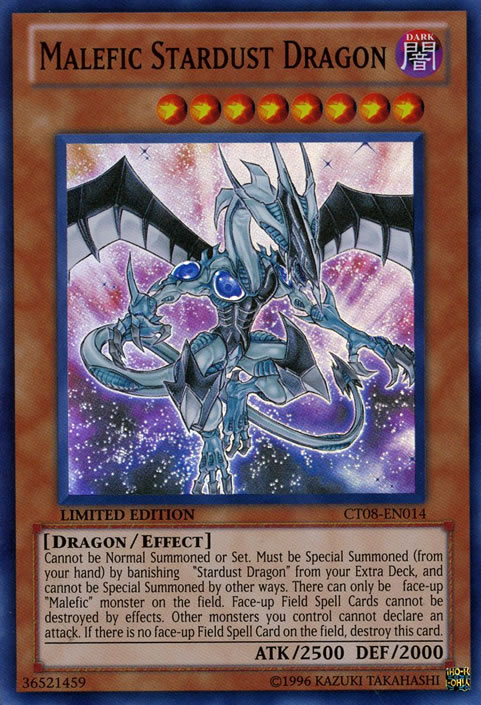 MALEFIC STARDUST DRAGON
DARK
闇
LIMITED EDITION
CT08-EN014
[DRAGON/EFFECT]
Cannot be Normal Summoned or Set. Must be Special Summoned (from
your hand) by banishing "Stardust Dragon" from your Extra Deck, and
cannot be Special Summoned by other ways. There can only be face-up
"Malefic" monster on the field. Face-up Field Spell Cards cannot be
destroyed by effects. Other monsters you control cannot declare an
attack. If there is no face-up Field Spell Card on the field, destroy this card.
ATK/2500 DEF/2000
36521459
©1996 KAZUKI TAKAHASHI